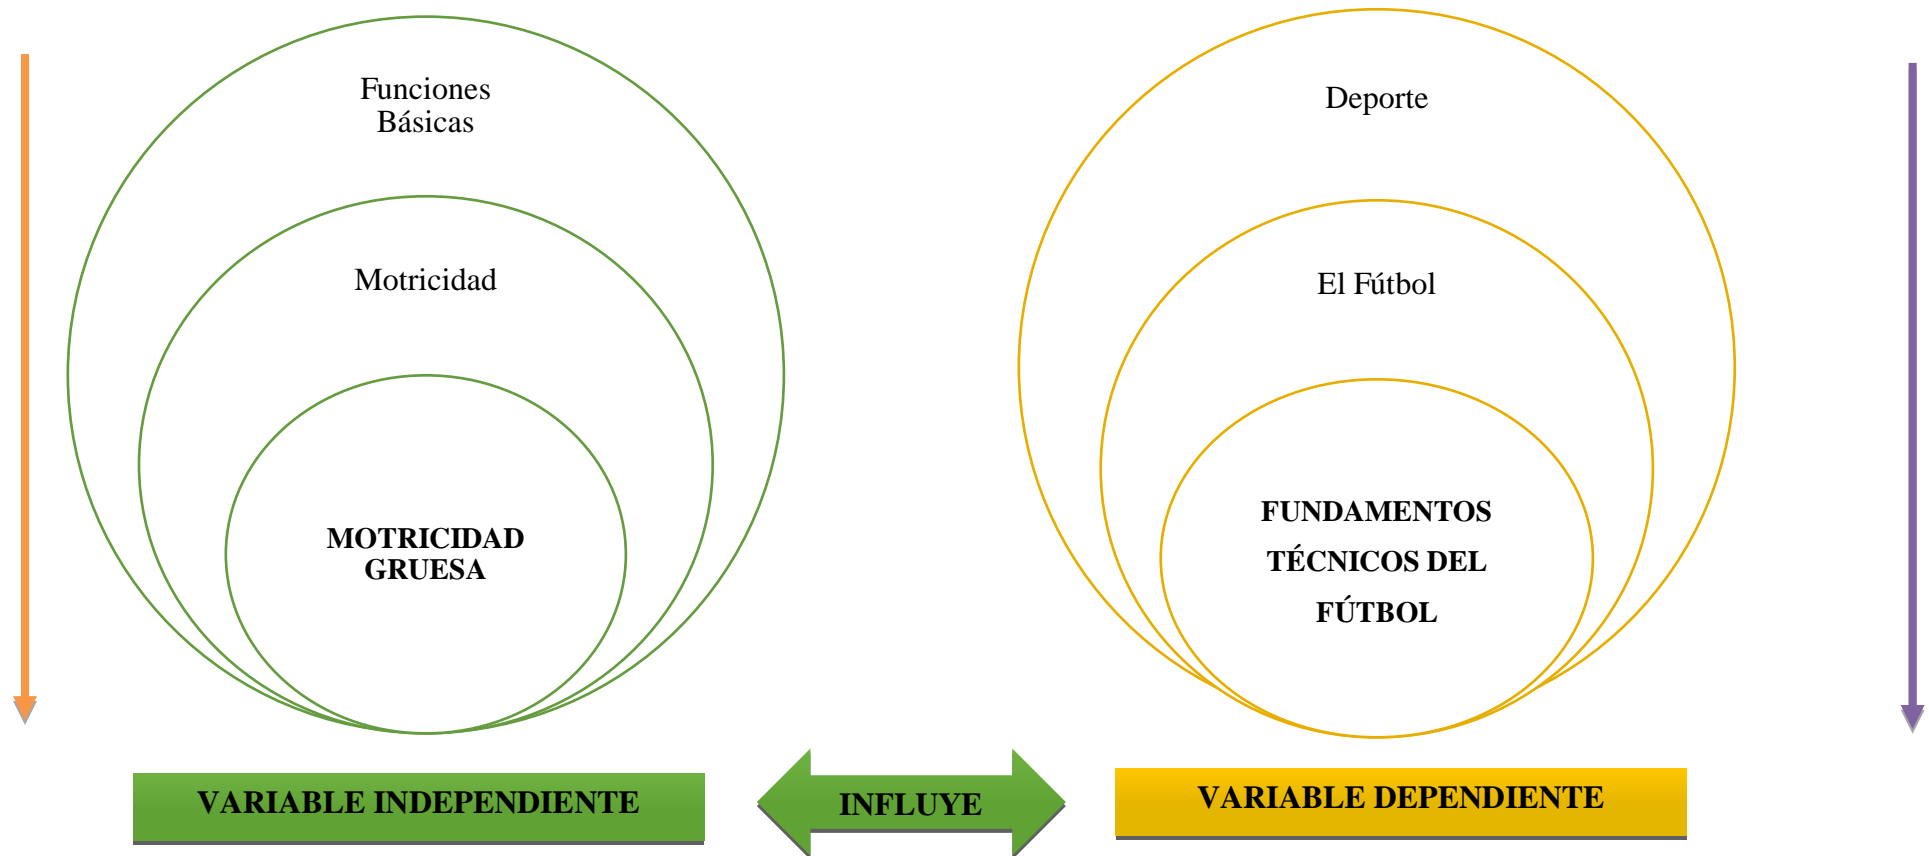 Funciones
Básicas
Motricidad
MOTRICIDAD
GRUESA
Deporte
El Fútbol
FUNDAMENTOS
TÉCNICOS DEL
FÚTBOL
VARIABLE INDEPENDIENTE
INFLUYE
VARIABLE DEPENDIENTE